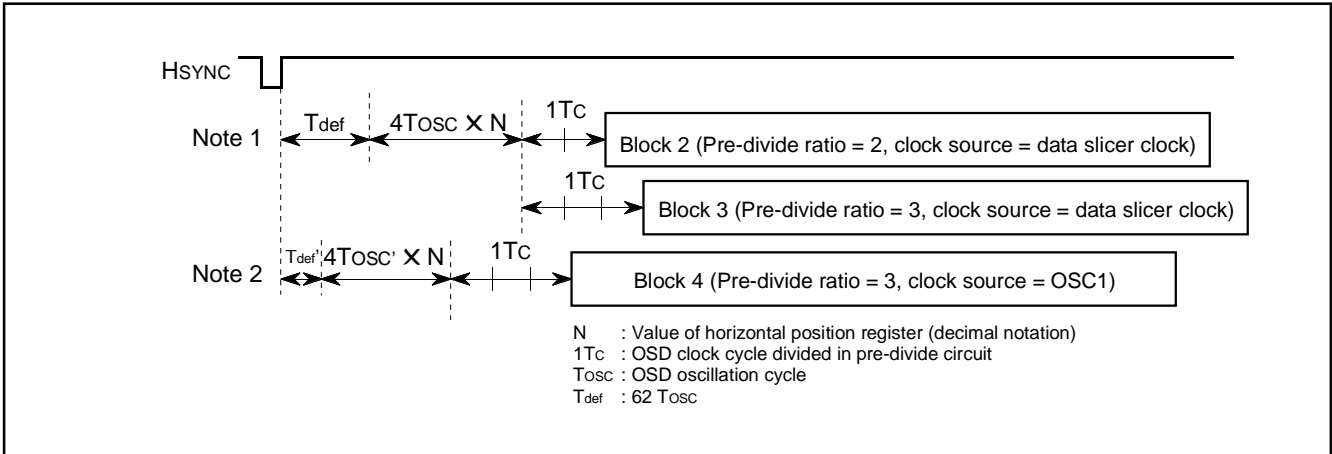 HSYNC
Note 1
Tdef
4TOSC × N
1TC
Block 2 (Pre-divide ratio = 2, clock source = data slicer clock)
1TC
Block 3 (Pre-divide ratio = 3, clock source = data slicer clock)
Note 2
Tdef'
4TOSC' × N
1TC
Block 4 (Pre-divide ratio = 3, clock source = OSC1)
N : Value of horizontal position register (decimal notation)
1TC : OSD clock cycle divided in pre-divide circuit
TOSC : OSD oscillation cycle
Tdef : 62 TOSC